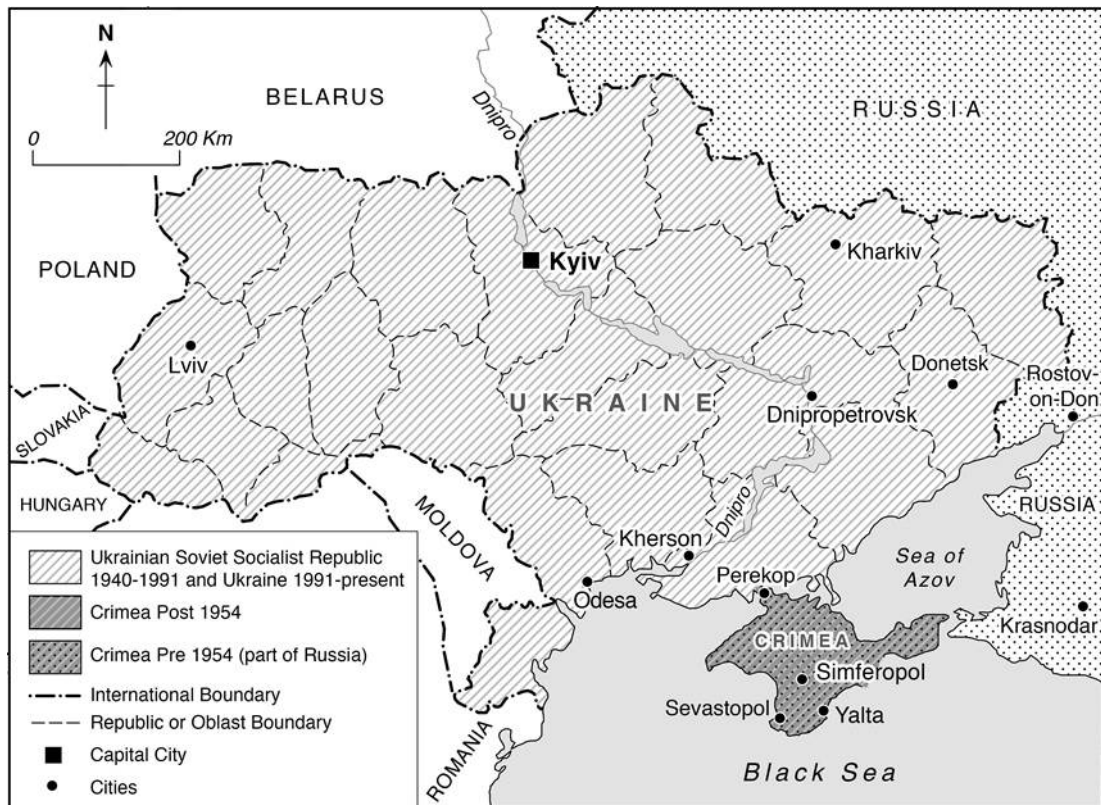 N
0 200 Km
BELARUS
Dnipro
RUSSIA
POLAND
Kyiv
Kharkiv
Lviv
Donetsk
Rostov-
on-Don
UKRAINE
Dnipropetrovsk
SLOVAKIA
HUNGARY
MOLDOVA
Dnipro
RUSSIA
Kherson
Sea of
Azov
Perekop
Odesa
Krasnodar
CRIMEA
Simferopol
Sevastopol
Yalta
ROMANIA
Black Sea
Ukrainian Soviet Socialist Republic
1940-1991 and Ukraine 1991-present
Crimea Post 1954
Crimea Pre 1954 (part of Russia)
International Boundary
Republic or Oblast Boundary
Capital City
Cities